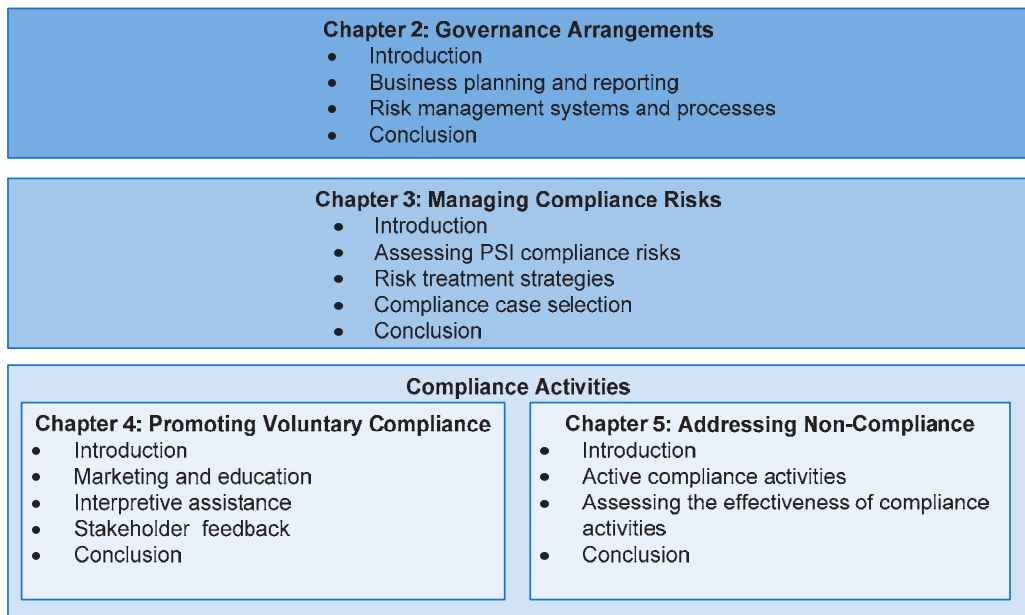 Chapter 2: Governance Arrangements
• Introduction
• Business planning and reporting
• Risk management systems and processes
• Conclusion
Chapter 3: Managing Compliance Risks
• Introduction
• Assessing PSI compliance risks
• Risk treatment strategies
• Compliance case selection
• Conclusion
Compliance Activities
Chapter 4: Promoting Voluntary Compliance
• Introduction
• Marketing and education
• Interpretive assistance
• Stakeholder feedback
• Conclusion
Chapter 5: Addressing Non-Compliance
• Introduction
• Active compliance activities
• Assessing the effectiveness of compliance
activities
• Conclusion